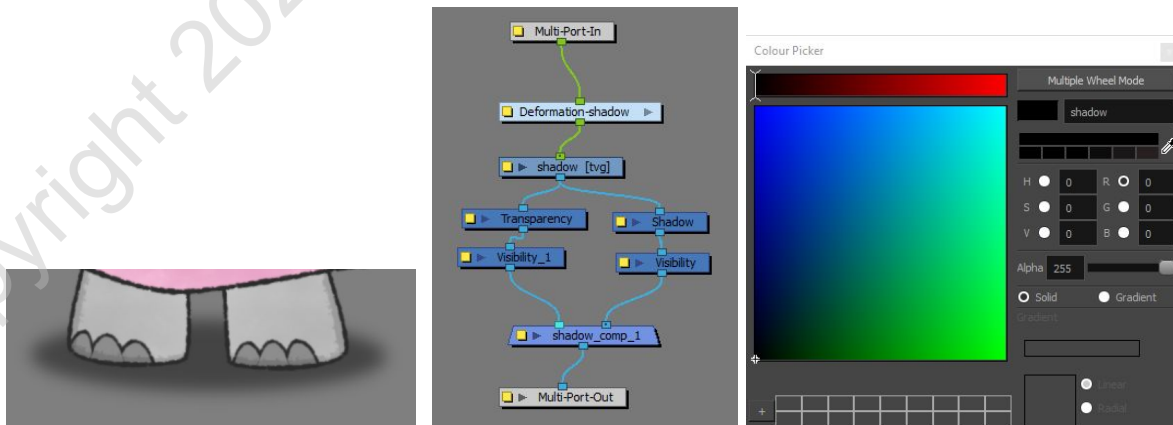 Multi-Port-In
Deformation-shadow
shadow [tvg]
Transparency
Shadow
Visibility_1
Visibility
shadow_comp_1
Multi-Port-Out
Colour Picker
Multiple Wheel Mode
shadow
H 0 R 0
S 0 G 0
V 0 B 0
Alpha 255
Solid Gradient
Gradient
Linear
Radial
+